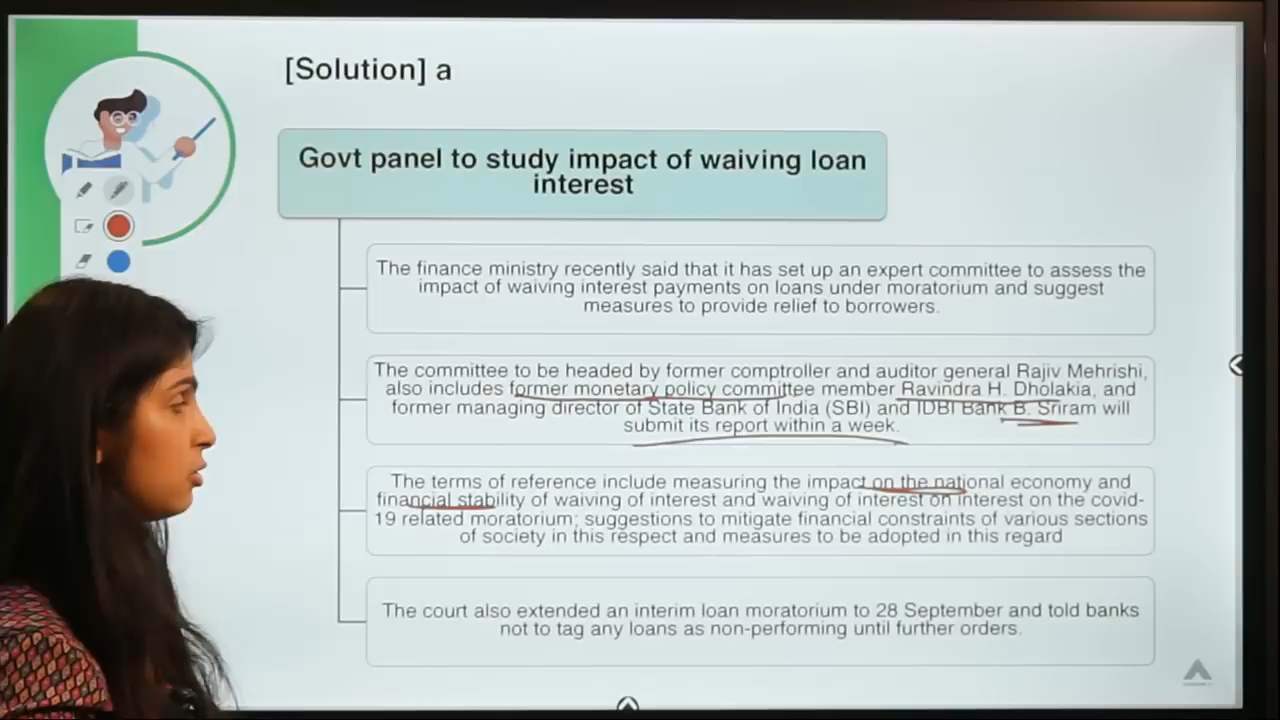 [Solution] a
Govt panel to study impact of waiving loan
interest
The finance ministry recently said that it has set up an expert committee to assess the
impact of waiving interest payments on loans under moratorium and suggest
measures to provide relief to borrowers.
The committee to be headed by former comptroller and auditor general Rajiv Mehrishi,
also includes former monetary policy committee member Ravindra H. Dholakia, and
former managing director of State Bank of India (SBI) and IDBI Bank B. Sriram will
submit its report within a week.
The terms of reference include measuring the impact on the national economy and
financial stability of waiving of interest and waiving of interest on interest on the covid-
19 related moratorium; suggestions to mitigate financial constraints of various sections
of society in this respect and measures to be adopted in this regard
The court also extended an interim loan moratorium to 28 September and told banks
not to tag any loans as non-performing until further orders.